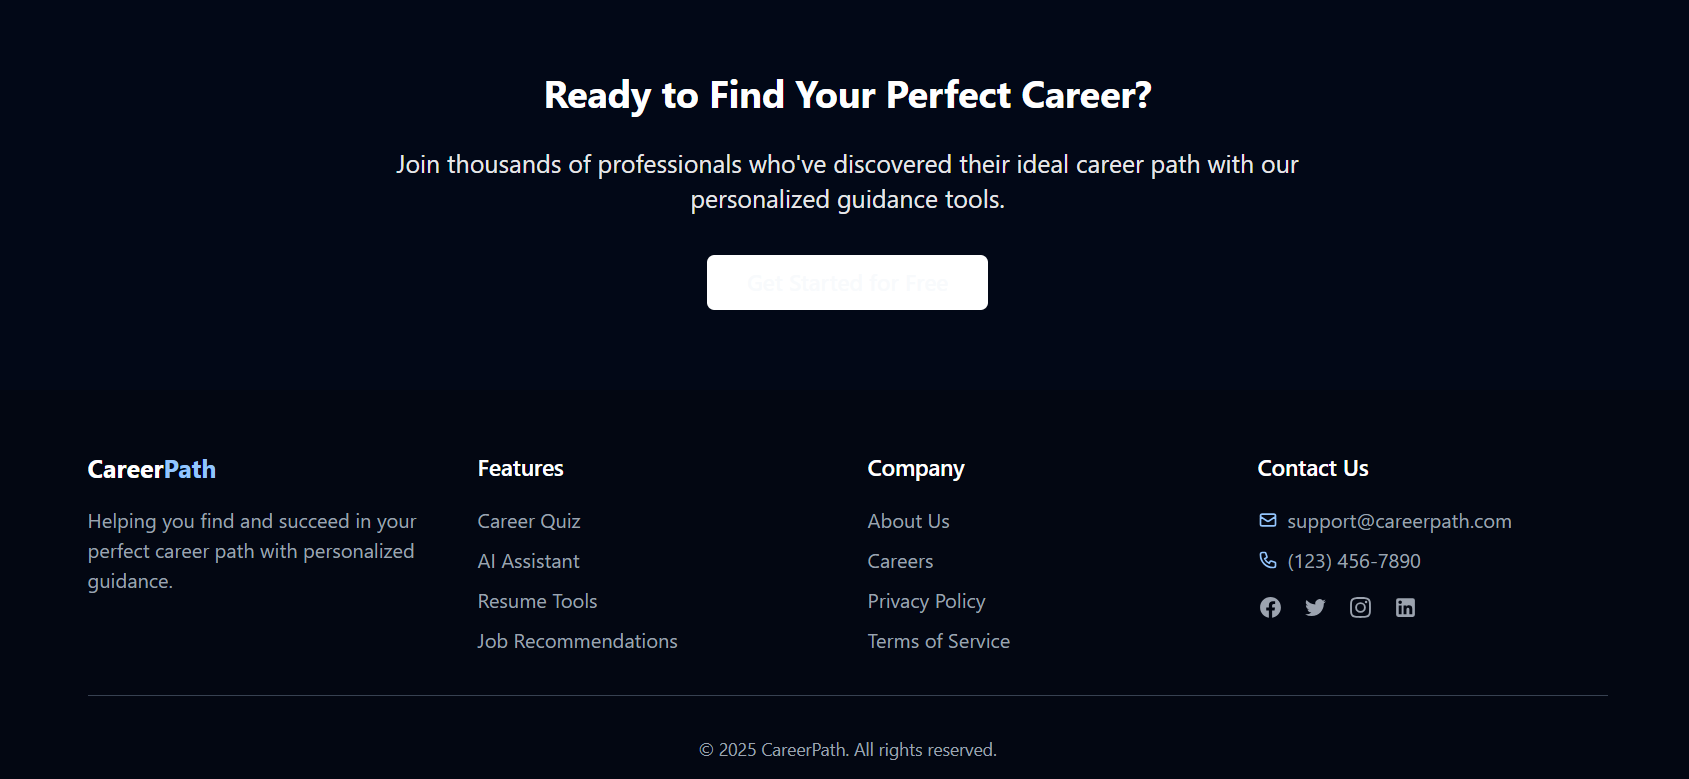 Ready to Find Your Perfect Career?
Join thousands of professionals who've discovered their ideal career path with our
personalized guidance tools.
Get Started for Free
CareerPath
Helping you find and succeed in your
perfect career path with personalized
guidance.
Features
Career Quiz
AI Assistant
Resume Tools
Job Recommendations
Company
About Us
Careers
Privacy Policy
Terms of Service
Contact Us
support@careerpath.com
(123) 456-7890
© 2025 CareerPath. All rights reserved.